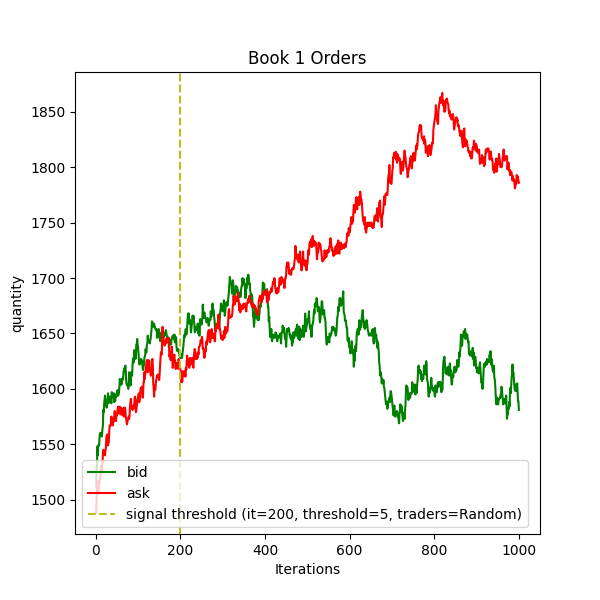 Book 1 Orders
quantity
1850
1800
1750
1700
1650
1600
1550
1500
bid
ask
signal threshold (it=200, threshold=5, traders=Random)
0 200 400 600 800 1000
Iterations